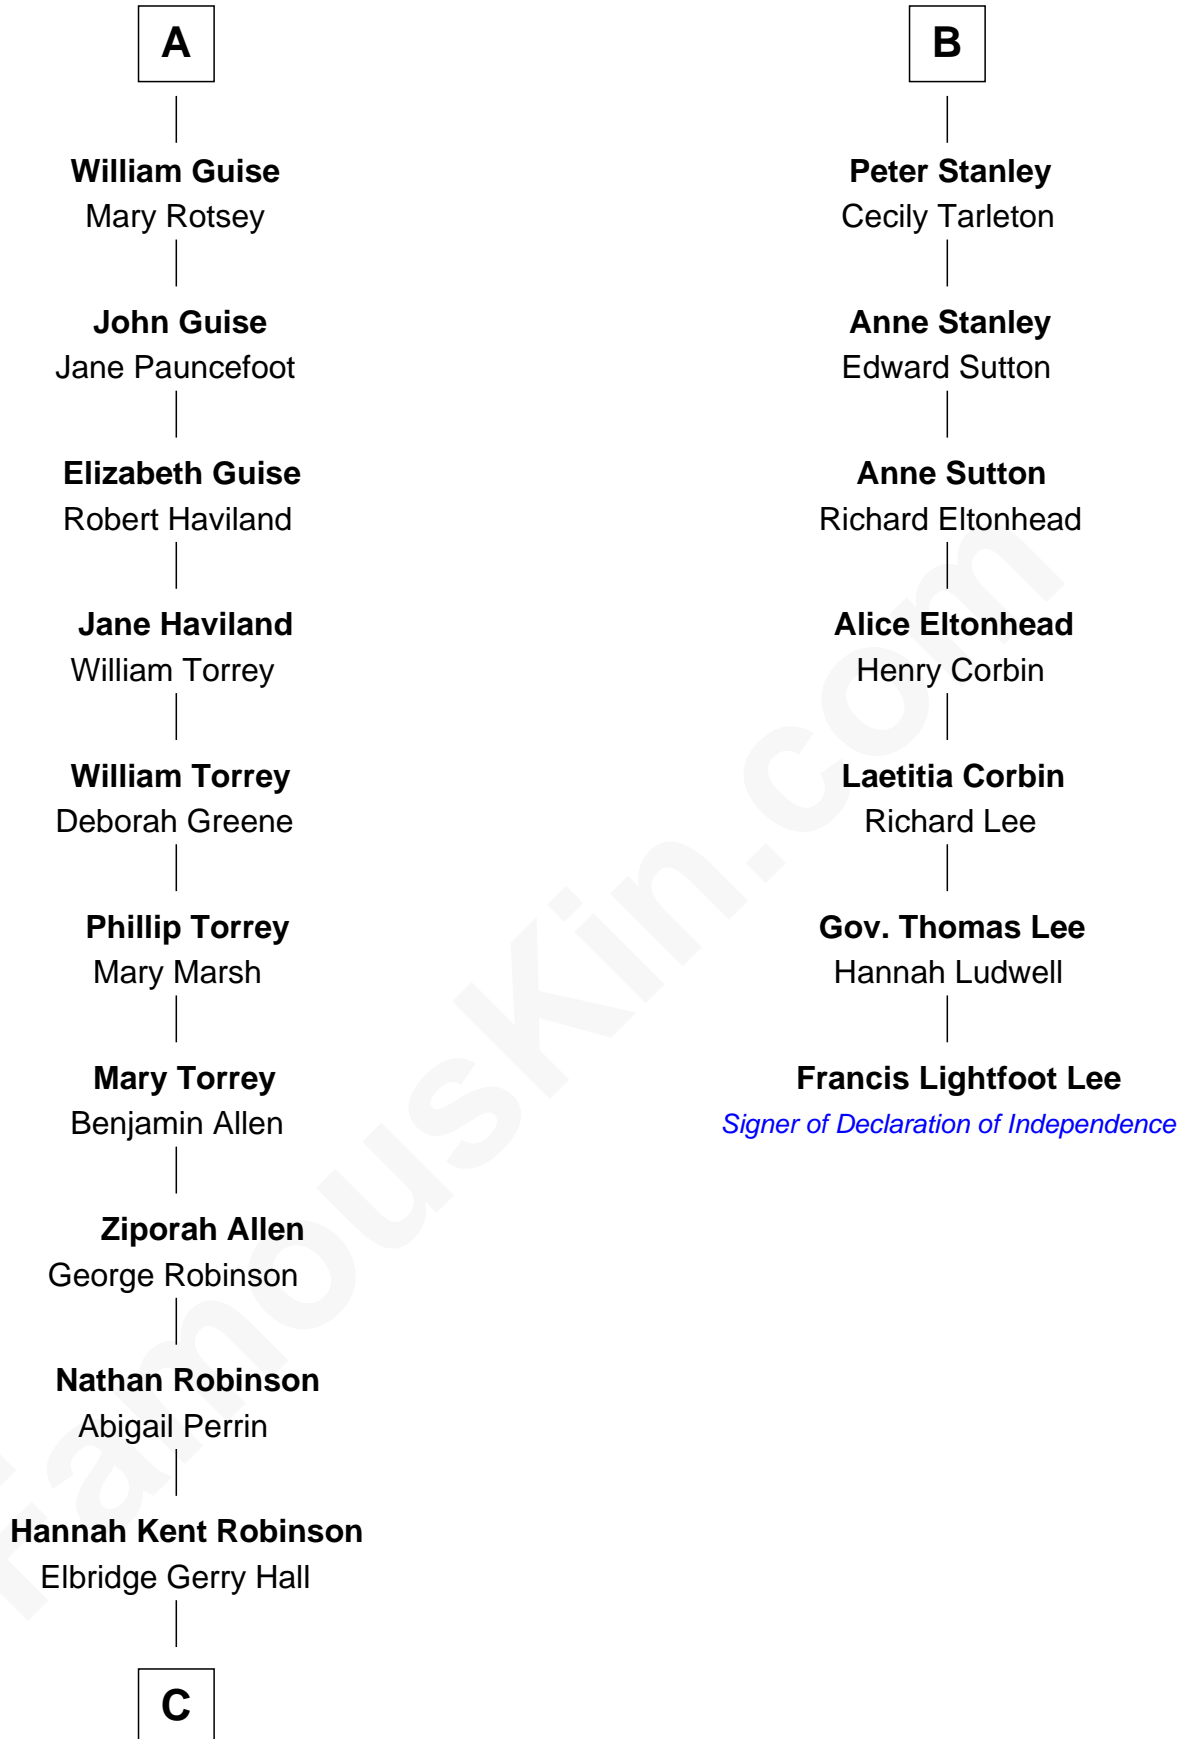 A
William Guise
Mary Rotsey
John Guise
Jane Pauncefoot
Elizabeth Guise
Robert Haviland
Jane Haviland
William Torrey
William Torrey
Deborah Greene
Phillip Torrey
Mary Marsh
Mary Torrey
Benjamin Allen
Ziporah Allen
George Robinson
Nathan Robinson
Abigail Perrin
Hannah Kent Robinson
Elbridge Gerry Hall
C
B
Peter Stanley
Cecily Tarleton
Anne Stanley
Edward Sutton
Anne Sutton
Richard Eltonhead
Alice Eltonhead
Henry Corbin
Laetitia Corbin
Richard Lee
Gov. Thomas Lee
Hannah Ludwell
Francis Lightfoot Lee
Signer of Declaration of Independence
FamousKin.com